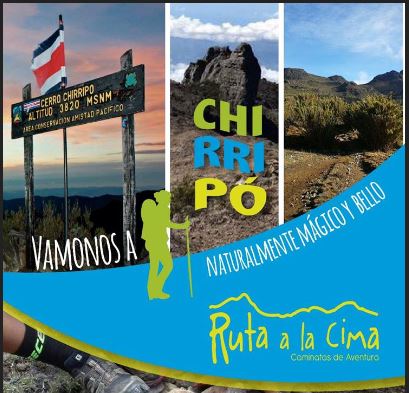 CERRO CHIRRIPO
ALTITUD 3820 MSNM
AREA CONSERVACION AMISTAD PACIFICO
CHI
RRI
PÓ
VAMONOS A
NATURALMENTE MÁGICO Y BELLO
Ruta a la Cima
Caminatas de Aventura